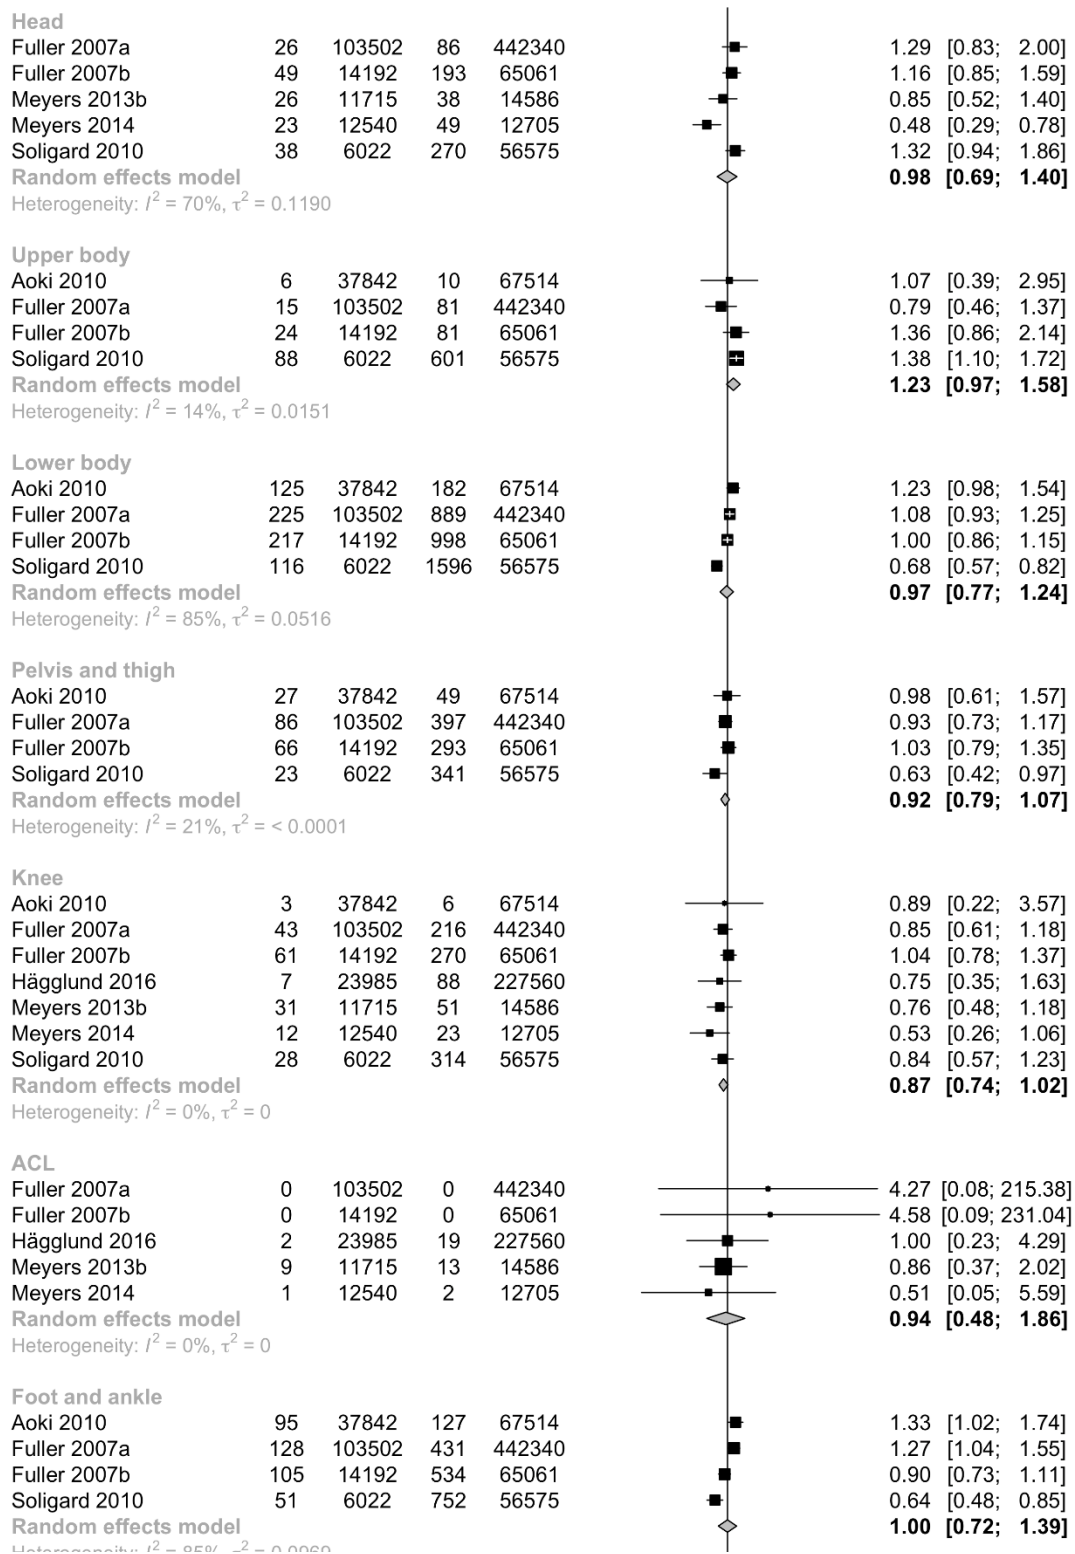 Head
Fuller 2007a 26 103502 86 442340 1.29 [0.83; 2.00]
Fuller 2007b 49 14192 193 65061 1.16 [0.85; 1.59]
Meyers 2013b 26 11715 38 14586 0.85 [0.52; 1.40]
Meyers 2014 23 12540 49 12705 0.48 [0.29; 0.78]
Soligard 2010 38 6022 270 56575 1.32 [0.94; 1.86]
Random effects model 0.98 [0.69; 1.40]
Heterogeneity: I² = 70%, τ² = 0.1190
Upper body
Aoki 2010 6 37842 10 67514 1.07 [0.39; 2.95]
Fuller 2007a 15 103502 81 442340 0.79 [0.46; 1.37]
Fuller 2007b 24 14192 81 65061 1.36 [0.86; 2.14]
Soligard 2010 88 6022 601 56575 1.38 [1.10; 1.72]
Random effects model 1.23 [0.97; 1.58]
Heterogeneity: I² = 14%, τ² = 0.0151
Lower body
Aoki 2010 125 37842 182 67514 1.23 [0.98; 1.54]
Fuller 2007a 225 103502 889 442340 1.08 [0.93; 1.25]
Fuller 2007b 217 14192 998 65061 1.00 [0.86; 1.15]
Soligard 2010 116 6022 1596 56575 0.68 [0.57; 0.82]
Random effects model 0.97 [0.77; 1.24]
Heterogeneity: I² = 85%, τ² = 0.0516
Pelvis and thigh
Aoki 2010 27 37842 49 67514 0.98 [0.61; 1.57]
Fuller 2007a 86 103502 397 442340 0.93 [0.73; 1.17]
Fuller 2007b 66 14192 293 65061 1.03 [0.79; 1.35]
Soligard 2010 23 6022 341 56575 0.63 [0.42; 0.97]
Random effects model 0.92 [0.79; 1.07]
Heterogeneity: I² = 21%, τ² = < 0.0001
Knee
Aoki 2010 3 37842 6 67514 0.89 [0.22; 3.57]
Fuller 2007a 43 103502 216 442340 0.85 [0.61; 1.18]
Fuller 2007b 61 14192 270 65061 1.04 [0.78; 1.37]
Hägglund 2016 7 23985 88 227560 0.75 [0.35; 1.63]
Meyers 2013b 31 11715 51 14586 0.76 [0.48; 1.18]
Meyers 2014 12 12540 23 12705 0.53 [0.26; 1.06]
Soligard 2010 28 6022 314 56575 0.84 [0.57; 1.23]
Random effects model 0.87 [0.74; 1.02]
Heterogeneity: I² = 0%, τ² = 0
ACL
Fuller 2007a 0 103502 0 442340 4.27 [0.08; 215.38]
Fuller 2007b 0 14192 0 65061 4.58 [0.09; 231.04]
Hägglund 2016 2 23985 19 227560 1.00 [0.23; 4.29]
Meyers 2013b 9 11715 13 14586 0.86 [0.37; 2.02]
Meyers 2014 1 12540 2 12705 0.51 [0.05; 5.59]
Random effects model 0.94 [0.48; 1.86]
Heterogeneity: I² = 0%, τ² = 0
Foot and ankle
Aoki 2010 95 37842 127 67514 1.33 [1.02; 1.74]
Fuller 2007a 128 103502 431 442340 1.27 [1.04; 1.55]
Fuller 2007b 105 14192 534 65061 0.90 [0.73; 1.11]
Soligard 2010 51 6022 752 56575 0.64 [0.48; 0.85]
Random effects model 1.00 [0.72; 1.39]
Heterogeneity: I² = 85%, τ² =